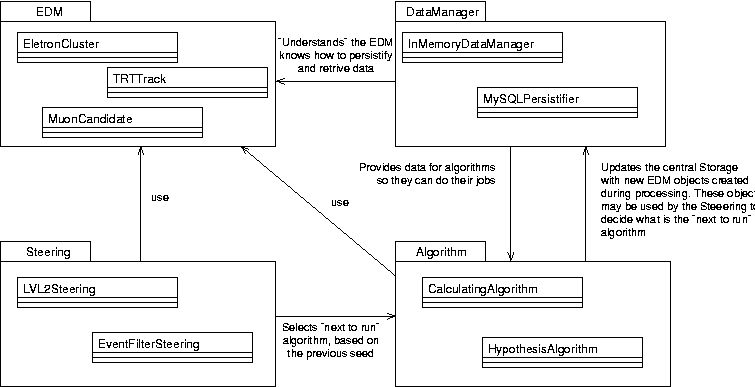 EDM
EletronCluster
TRTTrack
MuonCandidate
"Understands" the EDM
knows how to persistify
and retrive data
DataManager
InMemoryDataManager
MySQLPersistifier
Provides data for algorithms
so they can do their jobs
Updates the central Storage
with new EDM objects created
during processing. These object
may be used by the Steeering to
decide what is the "next to run"
algorithm
use
use
Steering
LVL2Steering
EventFilterSteering
Selects "next to run"
algorithm, based on
the previous seed
Algorithm
CalculatingAlgorithm
HypothesisAlgorithm